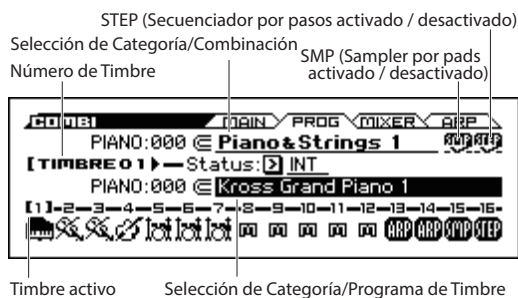 STEP (Secuenciador por pasos activado / desactivado)
Selección de Categoría/Combinación
SMP (Sampler por pads
activado / desactivado)
Número de Timbre
COMBI MAIN PROG MIXER ARP
PIANO:000 Piano&Strings 1 SMP STEP
[TIMBRE01] Status: INT
PIANO:000 Kross Grand Piano 1
[1]-2-3-4-5-6-7-8-9-10-11-12-13-14-15-16-
ARP ARP SMP STEP
Timbre activo
Selección de Categoría/Programa de Timbre